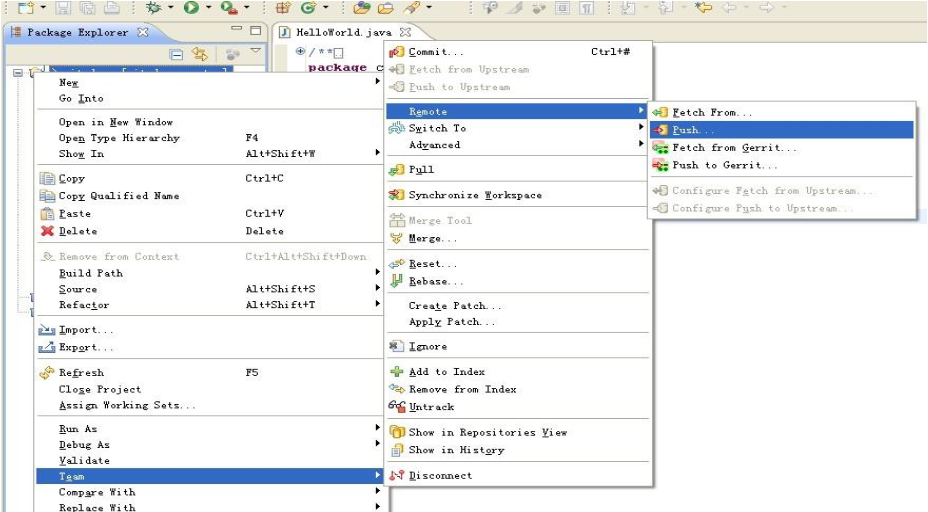 Package Explorer
HelloWorld.java
/**
package c
New
Go Into
Open in New Window
Open Type Hierarchy F4
Show In Alt+Shift+W
Copy Ctrl+C
Copy Qualified Name
Paste Ctrl+V
Delete Delete
Remove from Context Ctrl+Alt+Shift+Down
Build Path
Source Alt+Shift+S
Refactor Alt+Shift+T
Import...
Export...
Refresh F5
Close Project
Assign Working Sets...
Run As
Debug As
Validate
Team
Compare With
Replace With
Commit... Ctrl+#
Fetch from Upstream
Push to Upstream
Remote
Switch To
Advanced
Pull
Synchronize Workspace
Merge Tool
Merge...
Reset...
Rebase...
Create Patch...
Apply Patch...
Ignore
Add to Index
Remove from Index
Untrack
Show in Repositories View
Show in History
Disconnect
Fetch From...
Push...
Fetch from Gerrit...
Push to Gerrit...
Configure Fetch from Upstream...
Configure Push to Upstream...